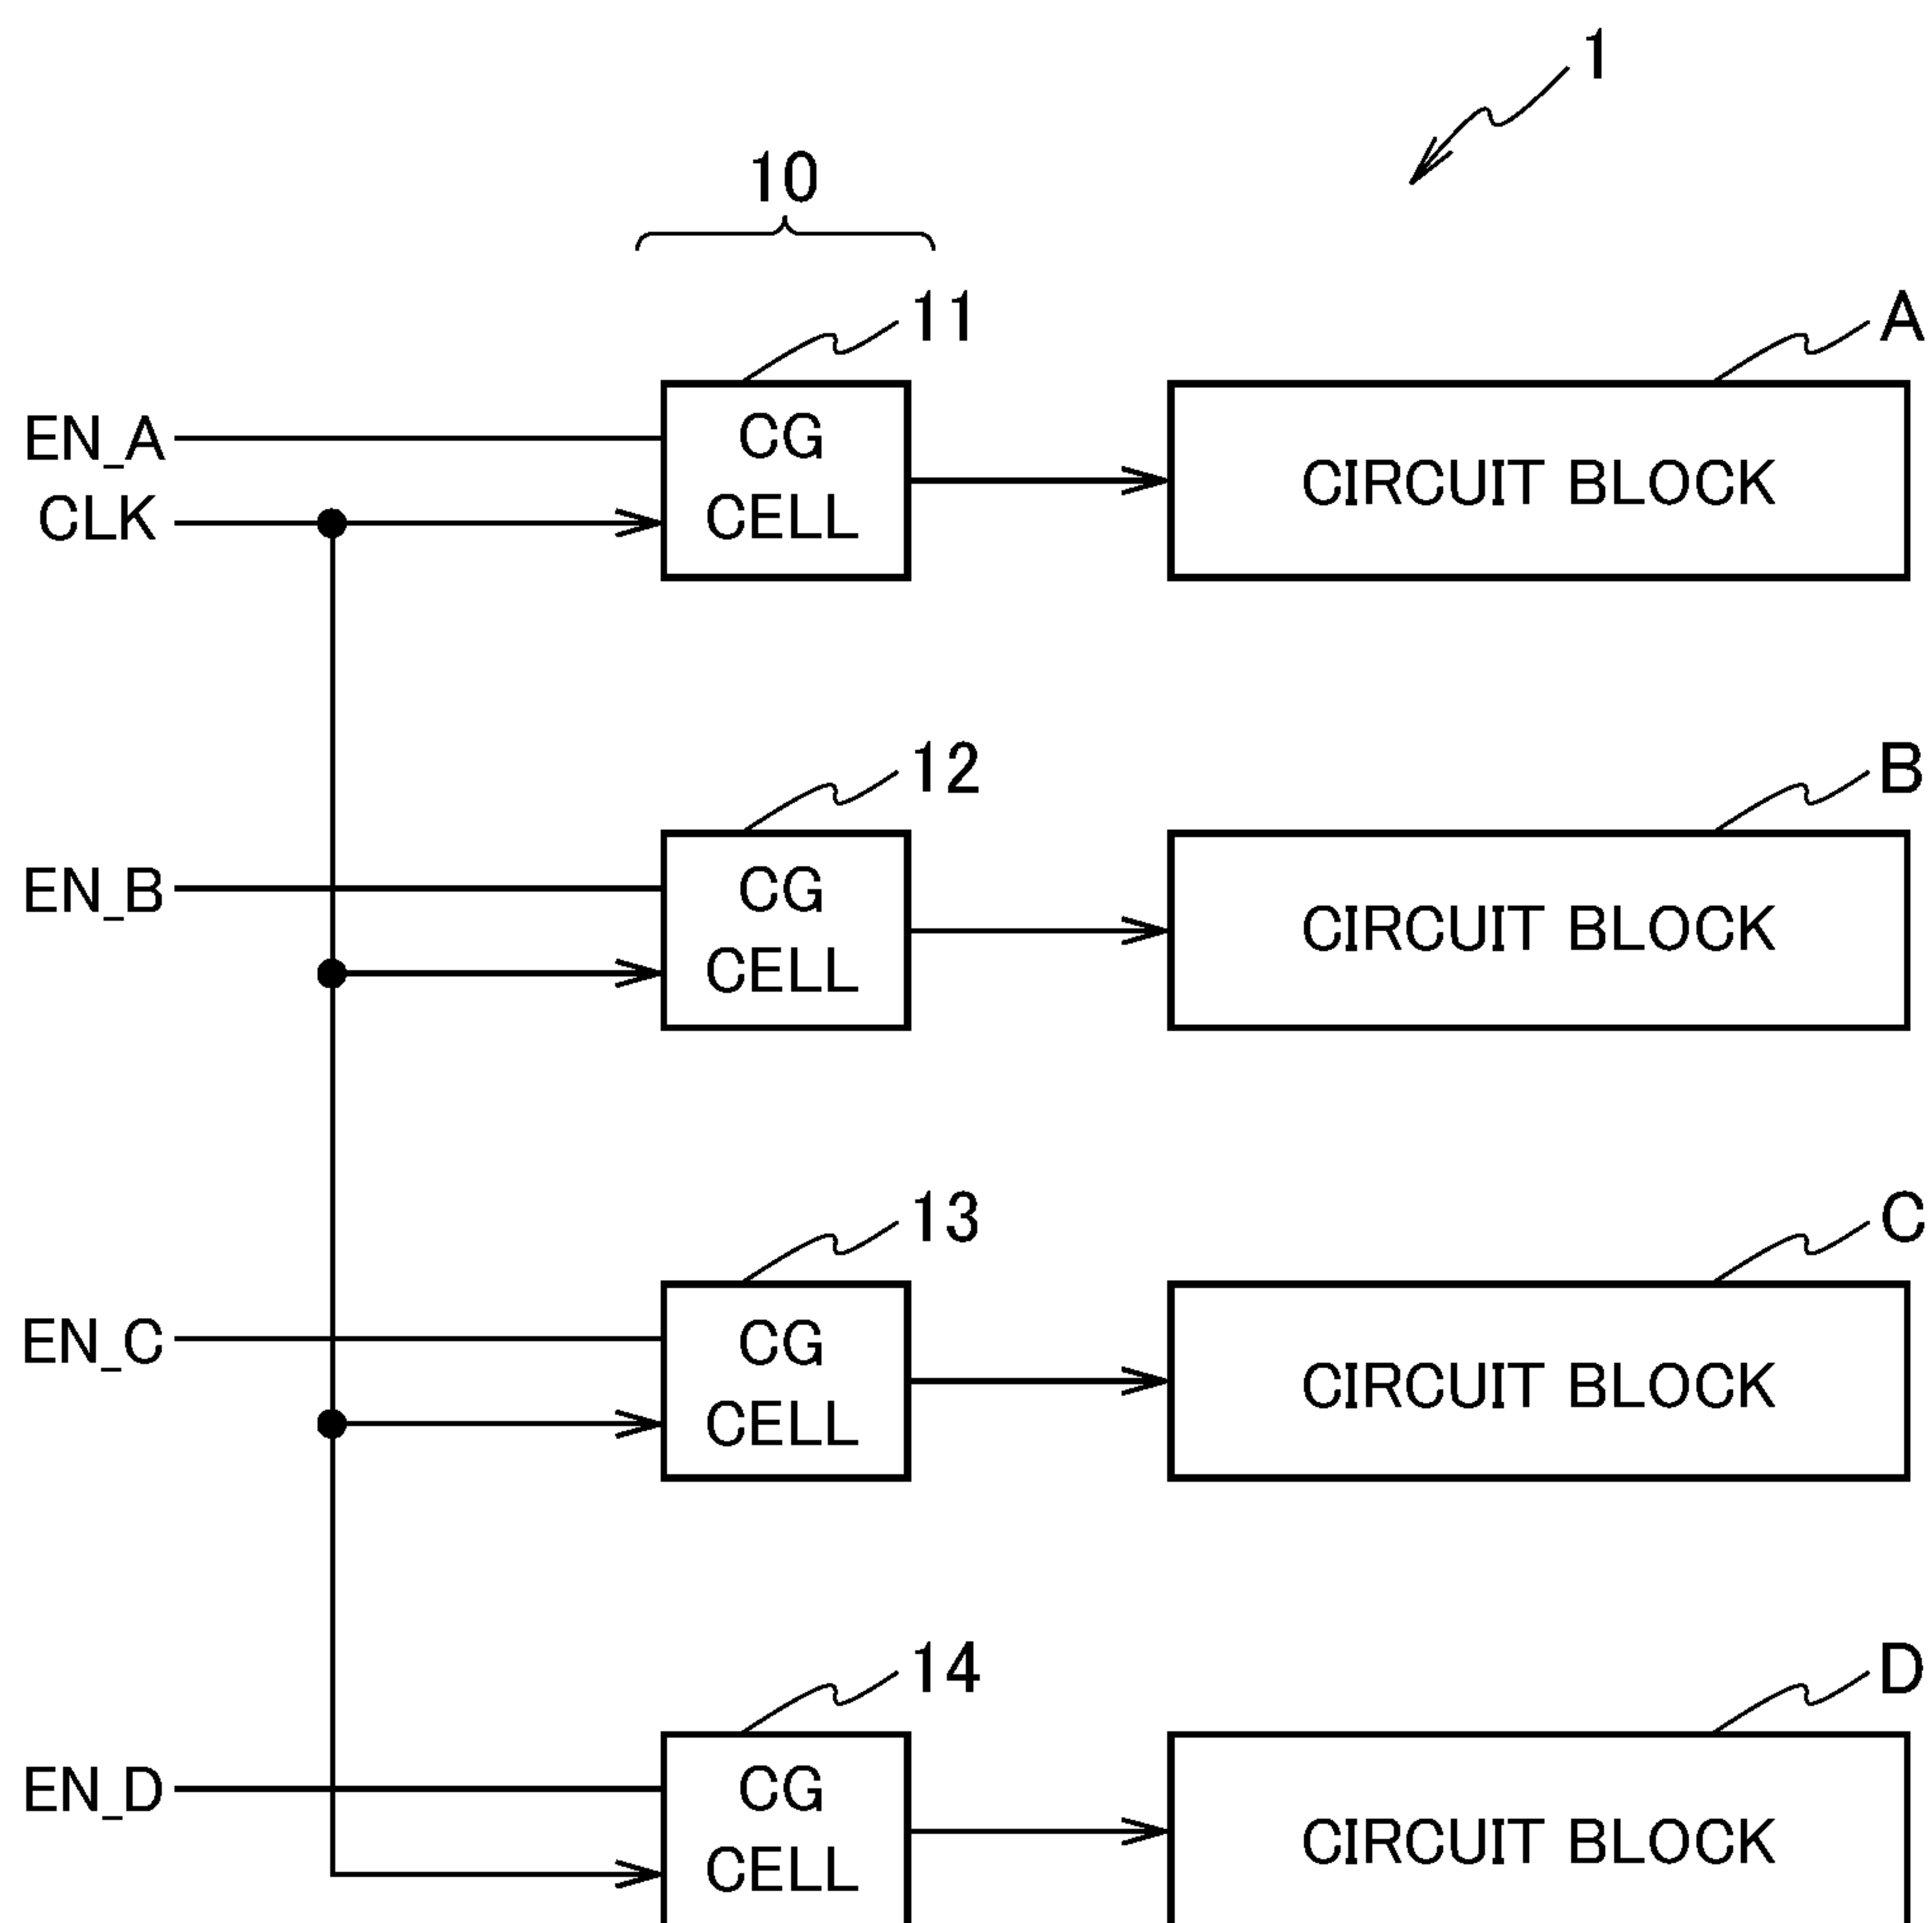 1
10
11
A
EN_A
CG
CELL
CIRCUIT BLOCK
CLK
12
B
EN_B
CG
CELL
CIRCUIT BLOCK
13
C
EN_C
CG
CELL
CIRCUIT BLOCK
14
D
EN_D
CG
CELL
CIRCUIT BLOCK